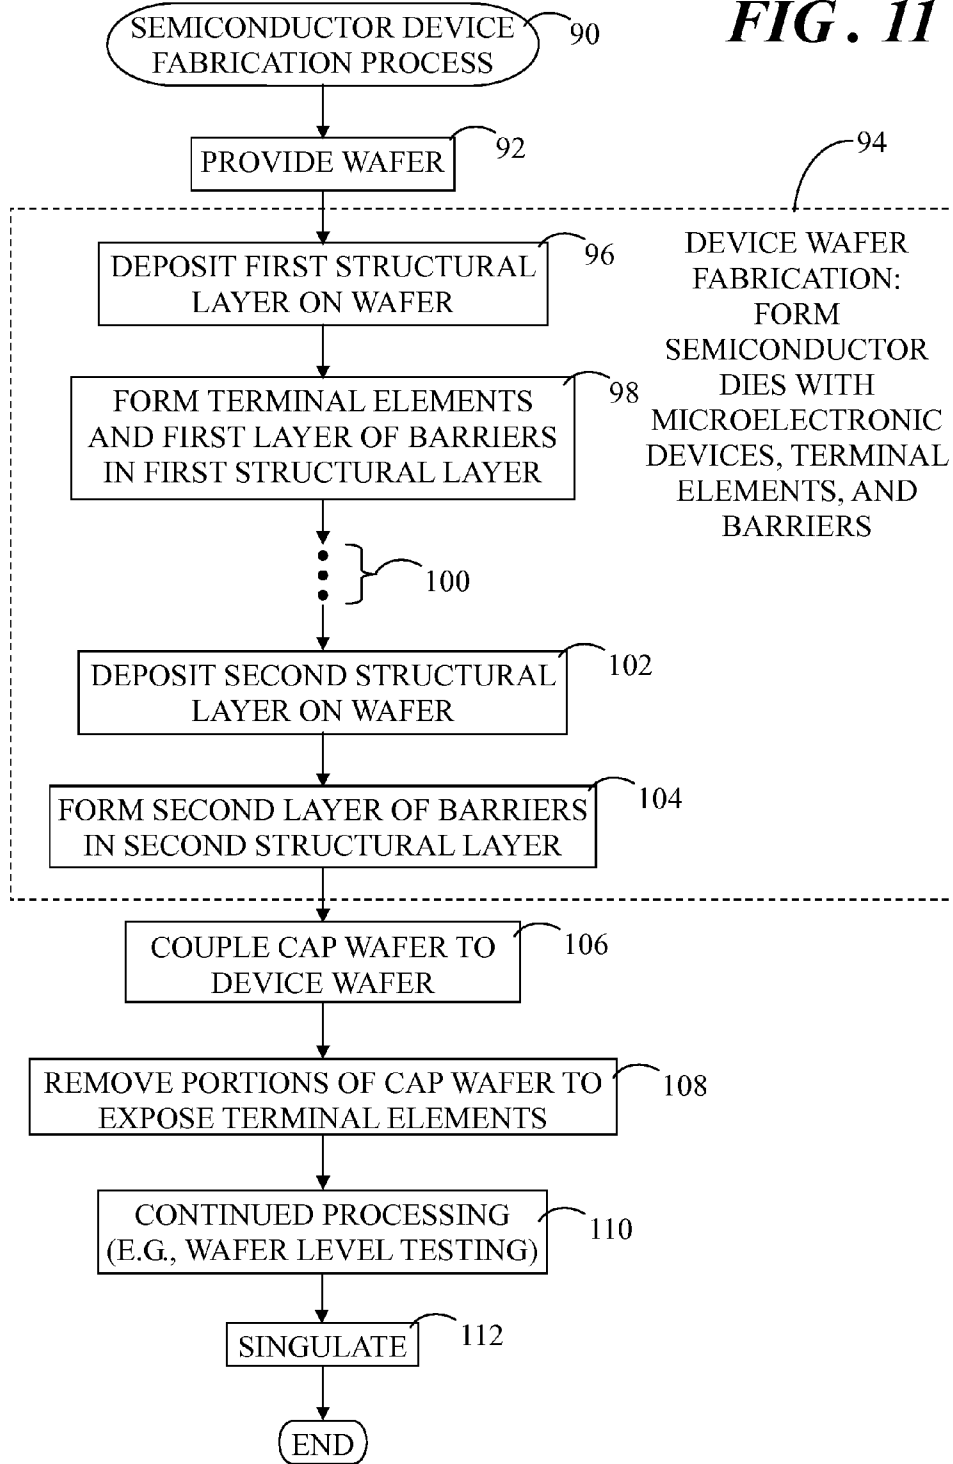 FIG. 11
SEMICONDUCTOR DEVICE
FABRICATION PROCESS
90
PROVIDE WAFER
92
94
DEVICE WAFER
FABRICATION:
FORM
SEMICONDUCTOR
DIES WITH
MICROELECTRONIC
DEVICES, TERMINAL
ELEMENTS, AND
BARRIERS
DEPOSIT FIRST STRUCTURAL
LAYER ON WAFER
96
FORM TERMINAL ELEMENTS
AND FIRST LAYER OF BARRIERS
IN FIRST STRUCTURAL LAYER
98
100
DEPOSIT SECOND STRUCTURAL
LAYER ON WAFER
102
FORM SECOND LAYER OF BARRIERS
IN SECOND STRUCTURAL LAYER
104
COUPLE CAP WAFER TO
DEVICE WAFER
106
REMOVE PORTIONS OF CAP WAFER TO
EXPOSE TERMINAL ELEMENTS
108
CONTINUED PROCESSING
(E.G., WAFER LEVEL TESTING)
110
SINGULATE
112
END